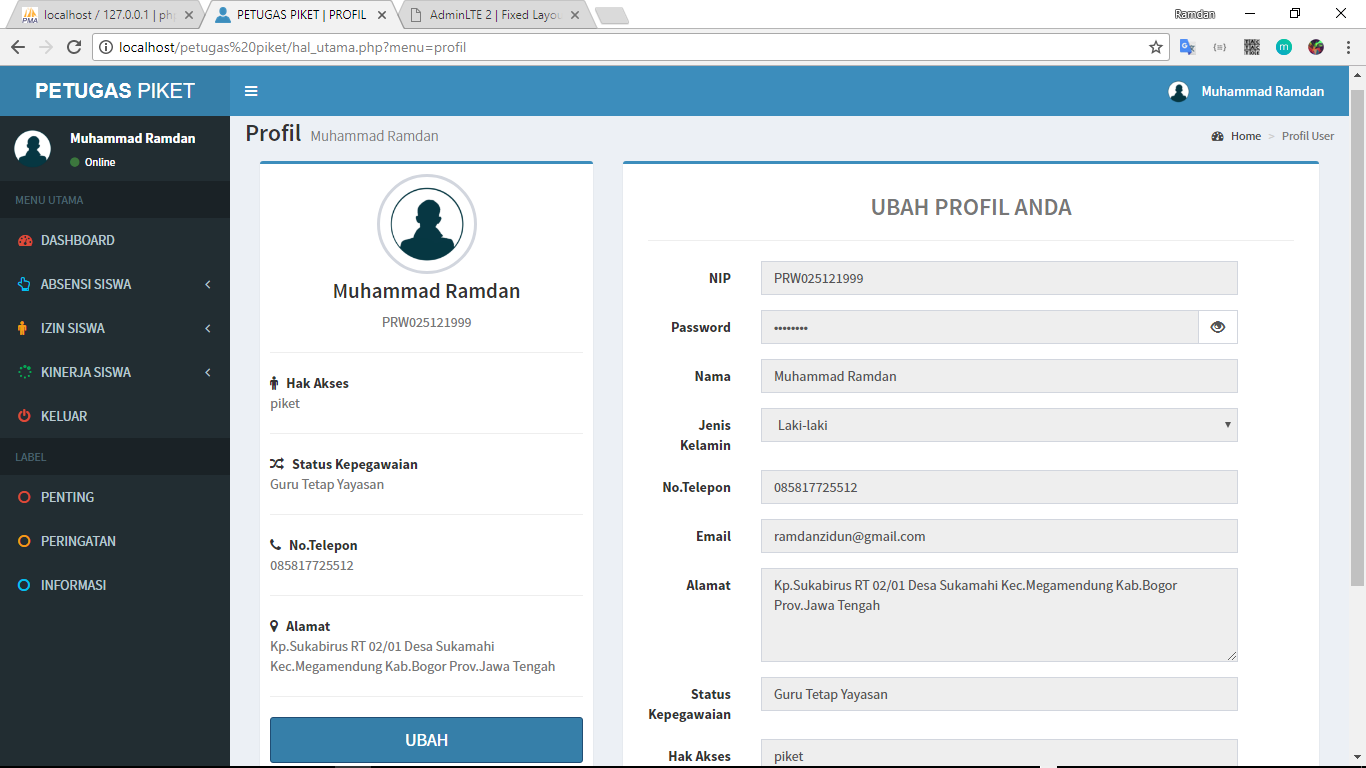 localhost / 127.0.0.1 | ph
PETUGAS PIKET | PROFIL
AdminLTE 2 | Fixed Layou
Ramdan
localhost/petugas%20piket/hal_utama.php?menu=profil
PETUGAS PIKET
Muhammad Ramdan
Muhammad Ramdan
Online
Profil Muhammad Ramdan
Home > Profil User
MENU UTAMA
DASHBOARD
ABSENSI SISWA
IZIN SISWA
KINERJA SISWA
KELUAR
LABEL
PENTING
PERINGATAN
INFORMASI
Muhammad Ramdan
PRW025121999
Hak Akses
piket
Status Kepegawaian
Guru Tetap Yayasan
No.Telepon
085817725512
Alamat
Kp.Sukabirus RT 02/01 Desa Sukamahi
Kec.Megamendung Kab.Bogor Prov.Jawa Tengah
UBAH
UBAH PROFIL ANDA
NIP PRW025121999
Password ••••••••
Nama Muhammad Ramdan
Jenis Kelamin Laki-laki
No.Telepon 085817725512
Email ramdanzidun@gmail.com
Alamat Kp.Sukabirus RT 02/01 Desa Sukamahi Kec.Megamendung Kab.Bogor
Prov.Jawa Tengah
Status Kepegawaian Guru Tetap Yayasan
Hak Akses piket